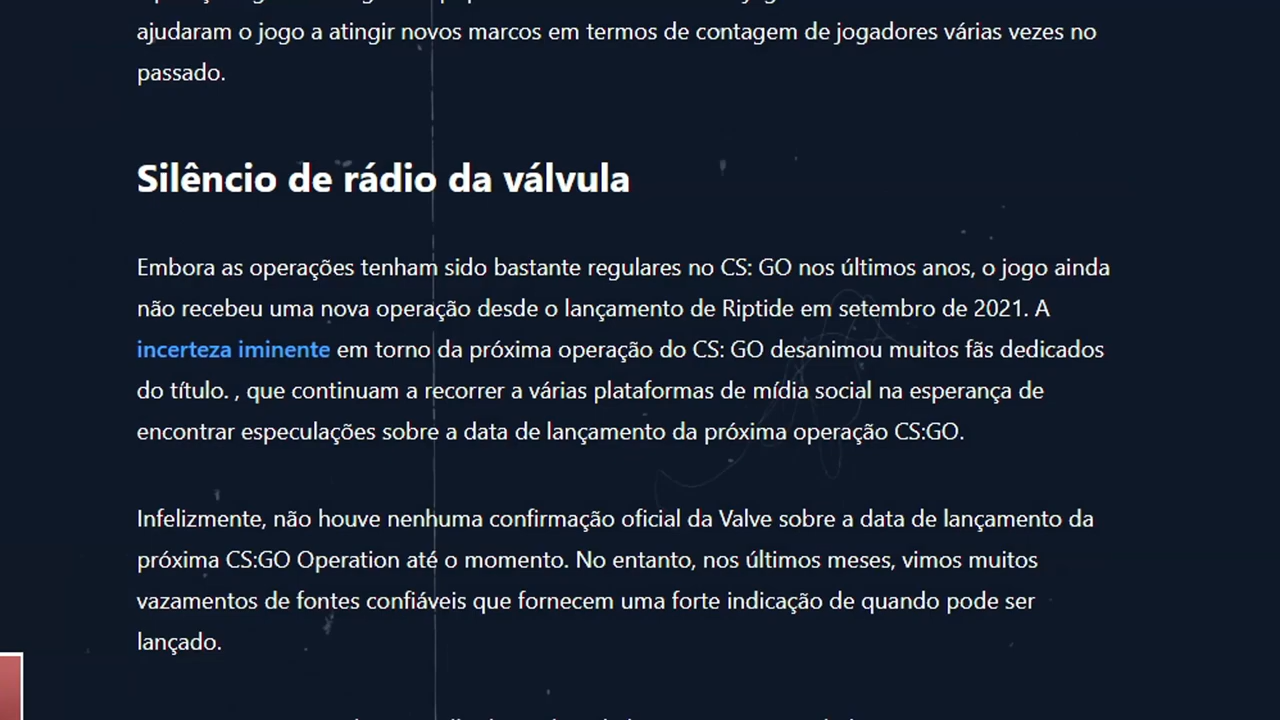 ajudaram o jogo a atingir novos marcos em termos de contagem de jogadores várias vezes no
passado.
Silêncio de rádio da válvula
Embora as operações tenham sido bastante regulares no CS: GO nos últimos anos, o jogo ainda
não recebeu uma nova operação desde o lançamento de Riptide em setembro de 2021. A
incerteza iminente em torno da próxima operação do CS: GO desanimou muitos fãs dedicados
do título. , que continuam a recorrer a várias plataformas de mídia social na esperança de
encontrar especulações sobre a data de lançamento da próxima operação CS:GO.
Infelizmente, não houve nenhuma confirmação oficial da Valve sobre a data de lançamento da
próxima CS:GO Operation até o momento. No entanto, nos últimos meses, vimos muitos
vazamentos de fontes confiáveis que fornecem uma forte indicação de quando pode ser
lançado.